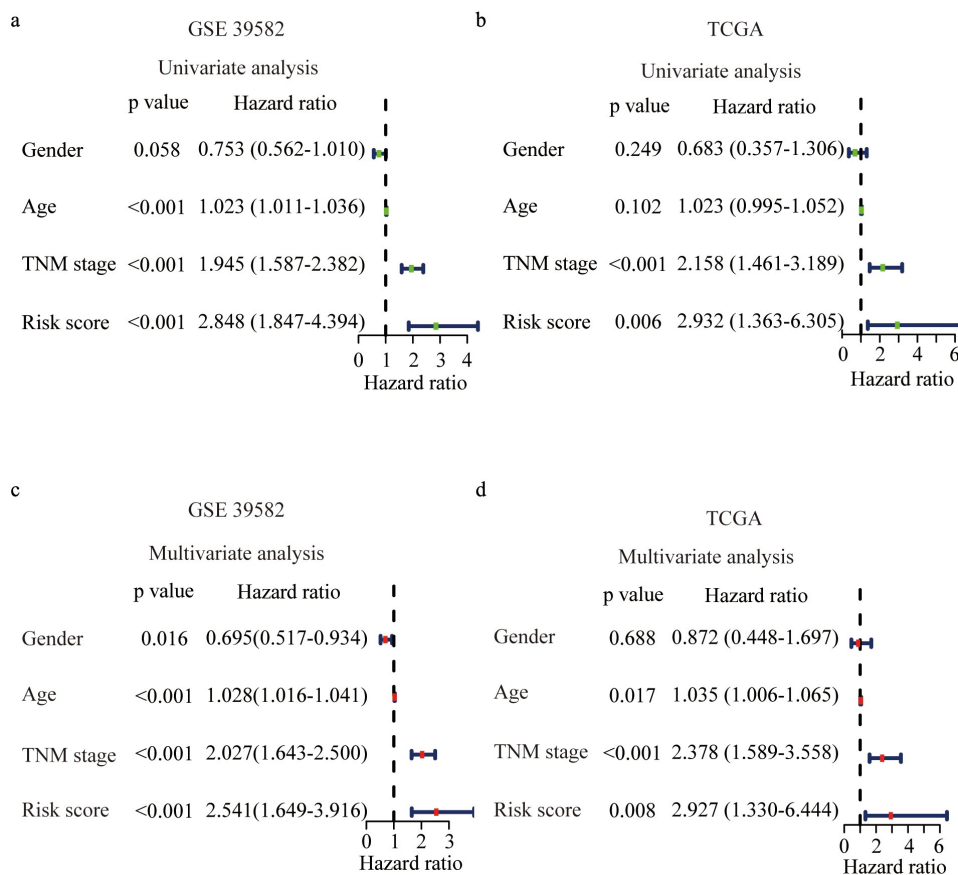 a
GSE 39582
Univariate analysis
p value Hazard ratio
Gender 0.058 0.753 (0.562-1.010)
Age <0.001 1.023 (1.011-1.036)
TNM stage <0.001 1.945 (1.587-2.382)
Risk score <0.001 2.848 (1.847-4.394)
0 1 2 3 4
Hazard ratio
b
TCGA
Univariate analysis
p value Hazard ratio
Gender 0.249 0.683 (0.357-1.306)
Age 0.102 1.023 (0.995-1.052)
TNM stage <0.001 2.158 (1.461-3.189)
Risk score 0.006 2.932 (1.363-6.305)
0 2 4 6
Hazard ratio
c
GSE 39582
Multivariate analysis
p value Hazard ratio
Gender 0.016 0.695(0.517-0.934)
Age <0.001 1.028(1.016-1.041)
TNM stage <0.001 2.027(1.643-2.500)
Risk score <0.001 2.541(1.649-3.916)
0 1 2 3
Hazard ratio
d
TCGA
Multivariate analysis
p value Hazard ratio
Gender 0.688 0.872 (0.448-1.697)
Age 0.017 1.035 (1.006-1.065)
TNM stage <0.001 2.378 (1.589-3.558)
Risk score 0.008 2.927 (1.330-6.444)
0 2 4 6
Hazard ratio